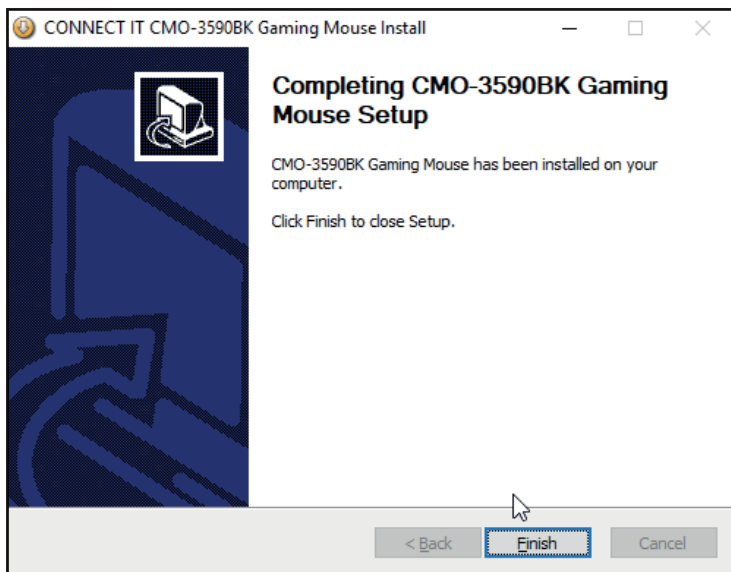 CONNECT IT CMO-3590BK Gaming Mouse Install
Completing CMO-3590BK Gaming
Mouse Setup
CMO-3590BK Gaming Mouse has been installed on your
computer.
Click Finish to close Setup.
< Back
Finish
Cancel